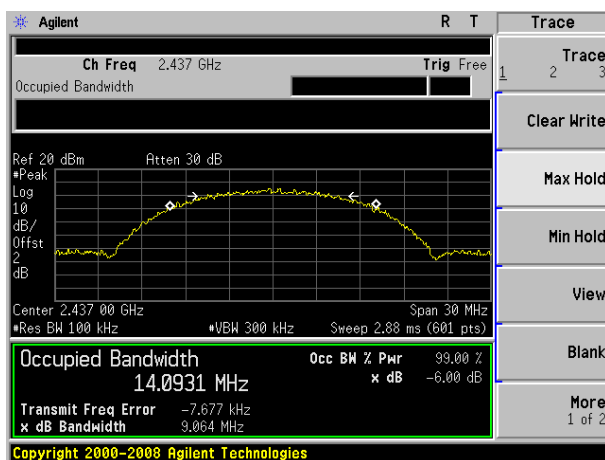 Agilent R T
Trace
Ch Freq 2.437 GHz Trig Free
Occupied Bandwidth
Trace
1 2 3
Clear Write
Max Hold
Min Hold
View
Blank
More
1 of 2
Ref 20 dBm Atten 30 dB
#Peak
Log
10
dB/
Offst
2
dB
Center 2.437 00 GHz Span 30 MHz
#Res BW 100 kHz #VBW 300 kHz Sweep 2.88 ms (601 pts)
Occupied Bandwidth Occ BW % Pwr 99.00 %
14.0931 MHz x dB -6.00 dB
Transmit Freq Error -7.677 kHz
x dB Bandwidth 9.064 MHz
Copyright 2000-2008 Agilent Technologies